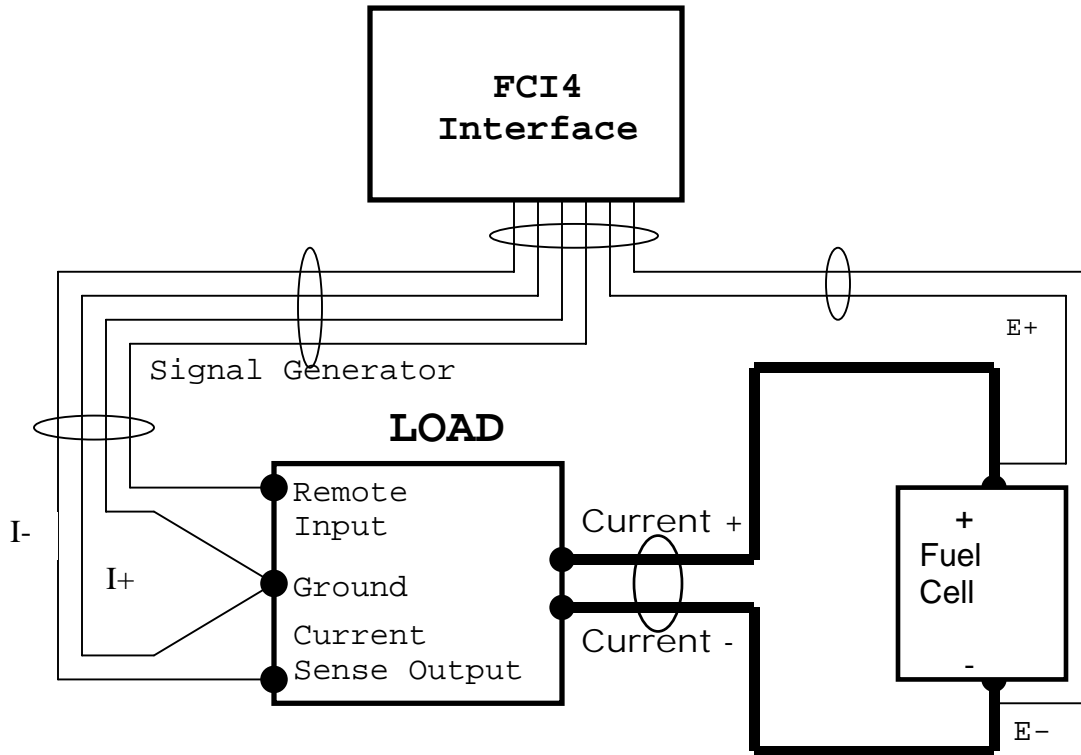 FCI4
Interface
E+
Signal Generator
LOAD
Remote
Input
I-
I+
Ground
Current
Sense Output
Current +
Current -
+
Fuel
Cell
-
E-